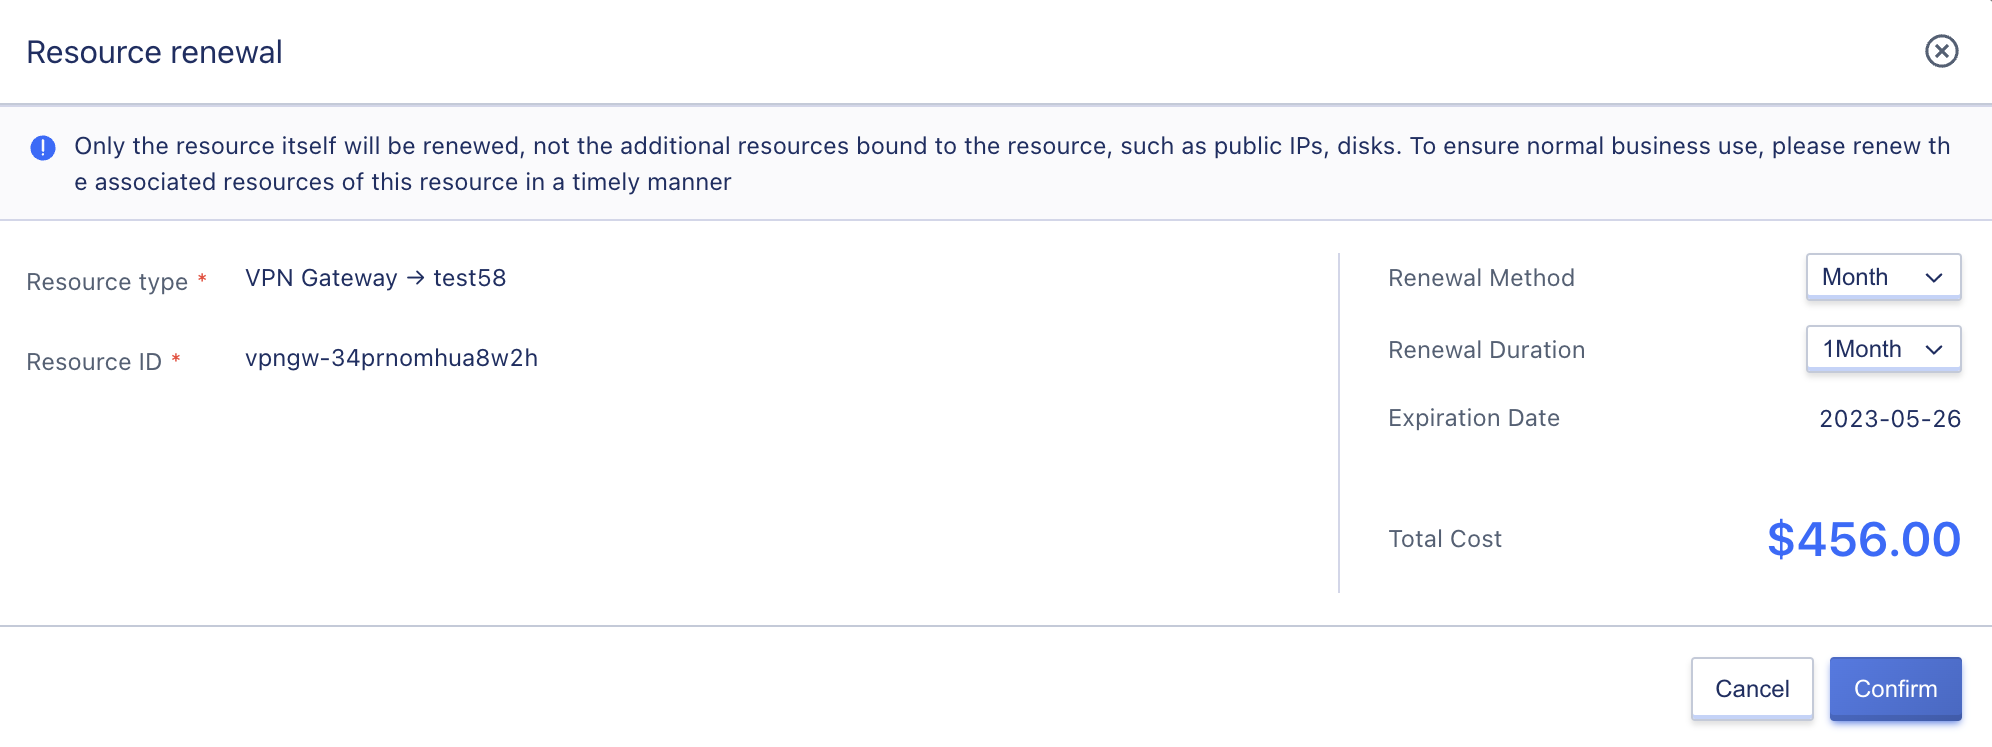 Resource renewal
Only the resource itself will be renewed, not the additional resources bound to the resource, such as public IPs, disks. To ensure normal business use, please renew th
e associated resources of this resource in a timely manner
Resource type * VPN Gateway → test58
Resource ID * vpngw-34prnomhua8w2h
Renewal Method Month
Renewal Duration 1Month
Expiration Date 2023-05-26
Total Cost $456.00
Cancel Confirm